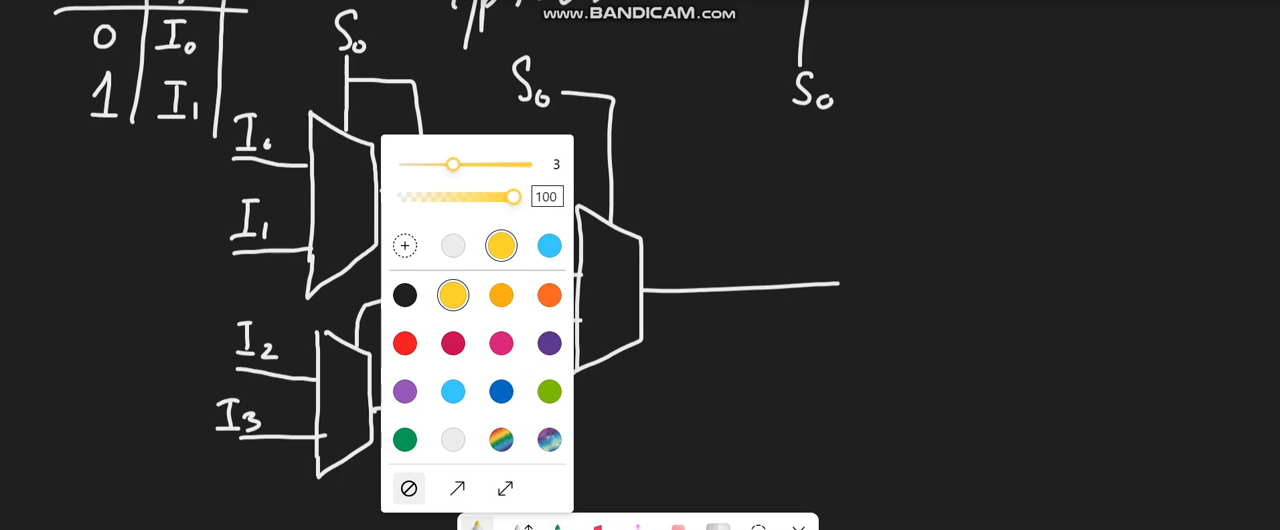 www.BANDICAM.com
0 I₀
S₀
1 I₁
S₀
S₀
I₀
3
100
I₁
I₂
I₃